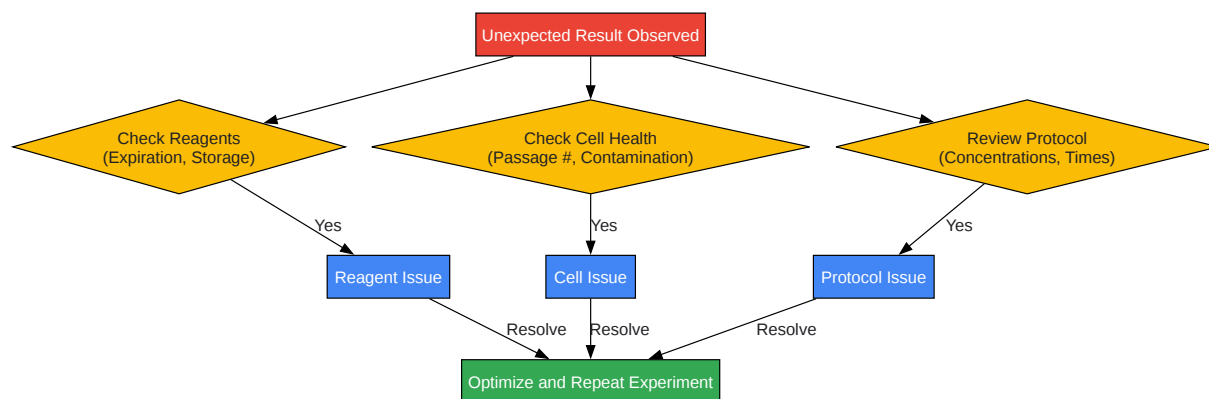 Unexpected Result Observed
Check Reagents
(Expiration, Storage)
Check Cell Health
(Passage #, Contamination)
Review Protocol
(Concentrations, Times)
Yes
Yes
Yes
Reagent Issue
Cell Issue
Protocol Issue
Resolve
Resolve
Resolve
Optimize and Repeat Experiment